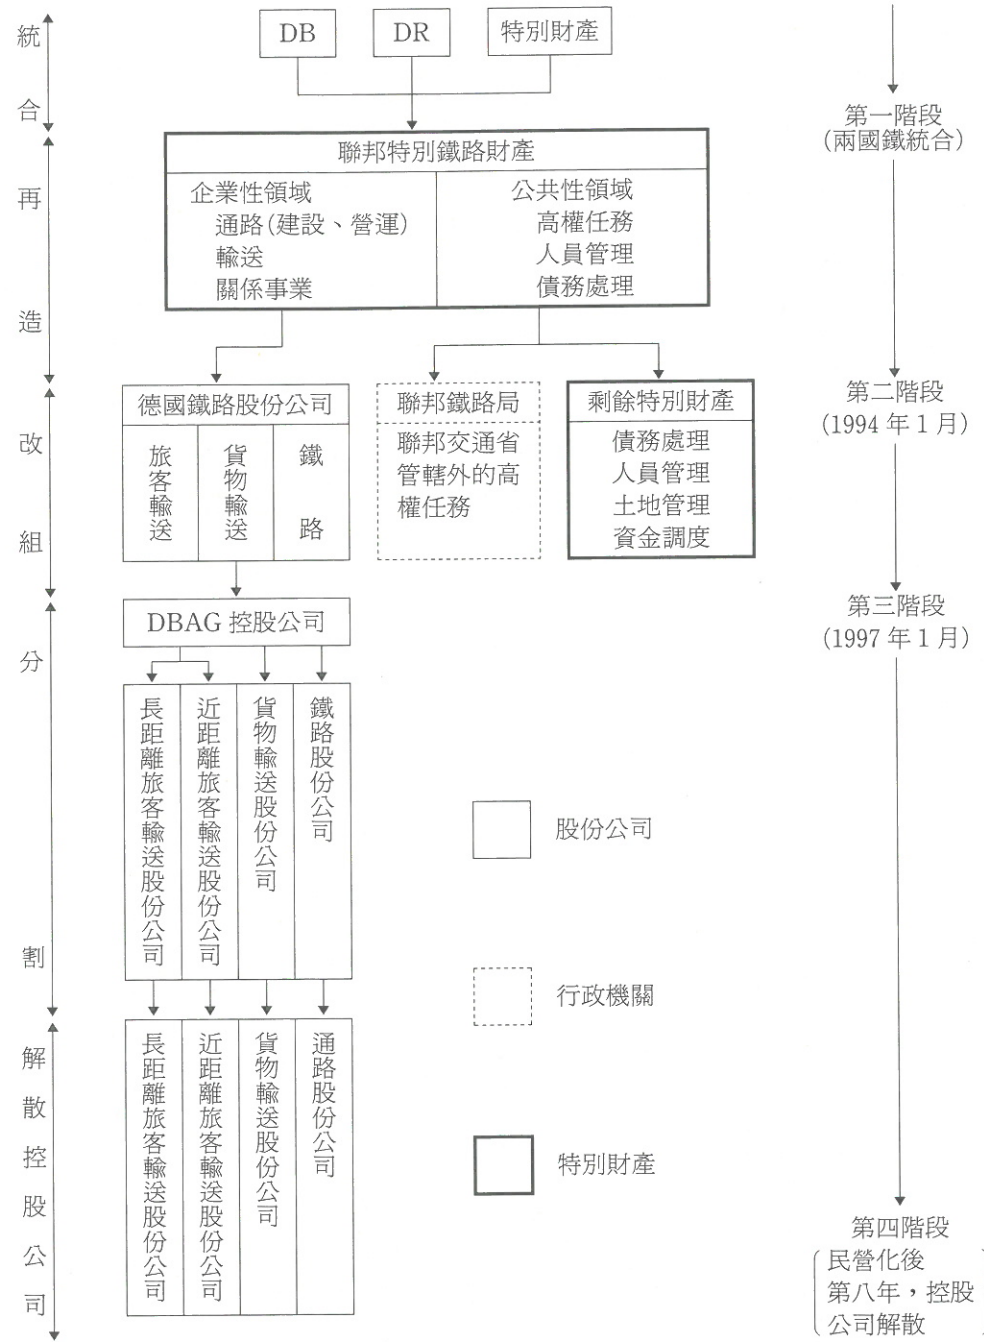 統合
再造
改組
分割
解散控股公司
DB
DR
特別財產
聯邦特別鐵路財產
企業性領域
通路(建設、營運)
輸送
關係事業
公共性領域
高權任務
人員管理
債務處理
德國鐵路股份公司
旅客輸送
貨物輸送
鐵路
聯邦鐵路局
聯邦交通省
管轄外的高
權任務
剩餘特別財產
債務處理
人員管理
土地管理
資金調度
DBAG 控股公司
長距離旅客輸送股份公司
近距離旅客輸送股份公司
貨物輸送股份公司
鐵路股份公司
長距離旅客輸送股份公司
近距離旅客輸送股份公司
貨物輸送股份公司
通路股份公司
股份公司
行政機關
特別財產
第一階段
(兩國鐵統合)
第二階段
(1994 年 1 月)
第三階段
(1997 年 1 月)
第四階段
民營化後
第八年，控股
公司解散